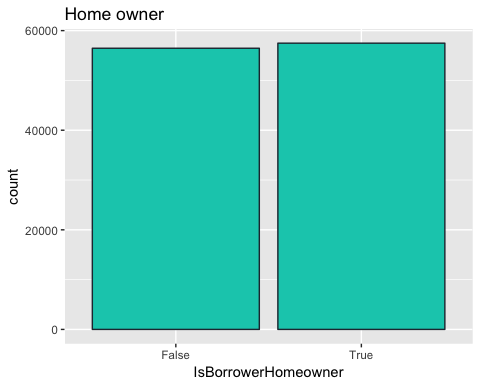 Home owner
60000
40000
20000
0
count
False True
IsBorrowerHomeowner